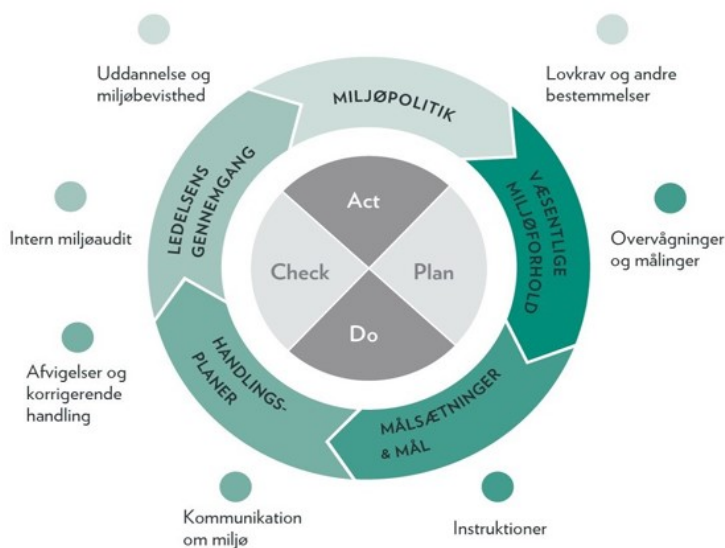 Uddannelse og
miljøbevisthed
Lovkrav og andre
bestemmelser
MILJØPOLITIK
LEDELSENS
GENNEMGANG
VÆSENTLIGE
MILJØFORHOLD
Act
Check
Plan
Do
Intern miljøaudit
Overvågninger
og målinger
HANDLINGS-
PLANER
MÅLSÆTNINGER
& MÅL
Afvigelser og
korrigerende
handling
Kommunikation
om miljø
Instruktioner